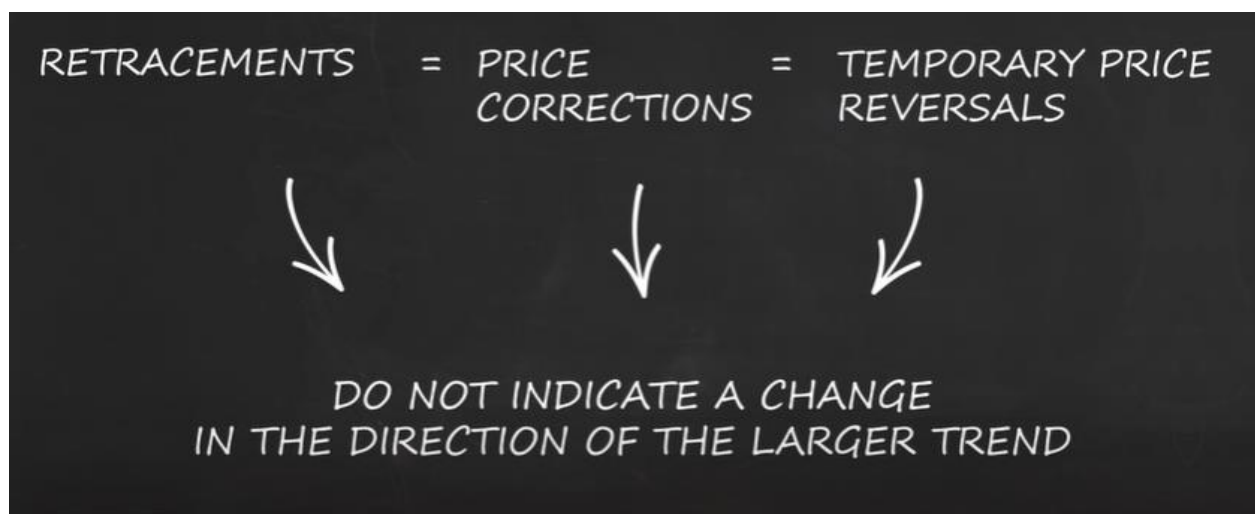 RETRACEMENTS = PRICE CORRECTIONS = TEMPORARY PRICE REVERSALS
DO NOT INDICATE A CHANGE
IN THE DIRECTION OF THE LARGER TREND